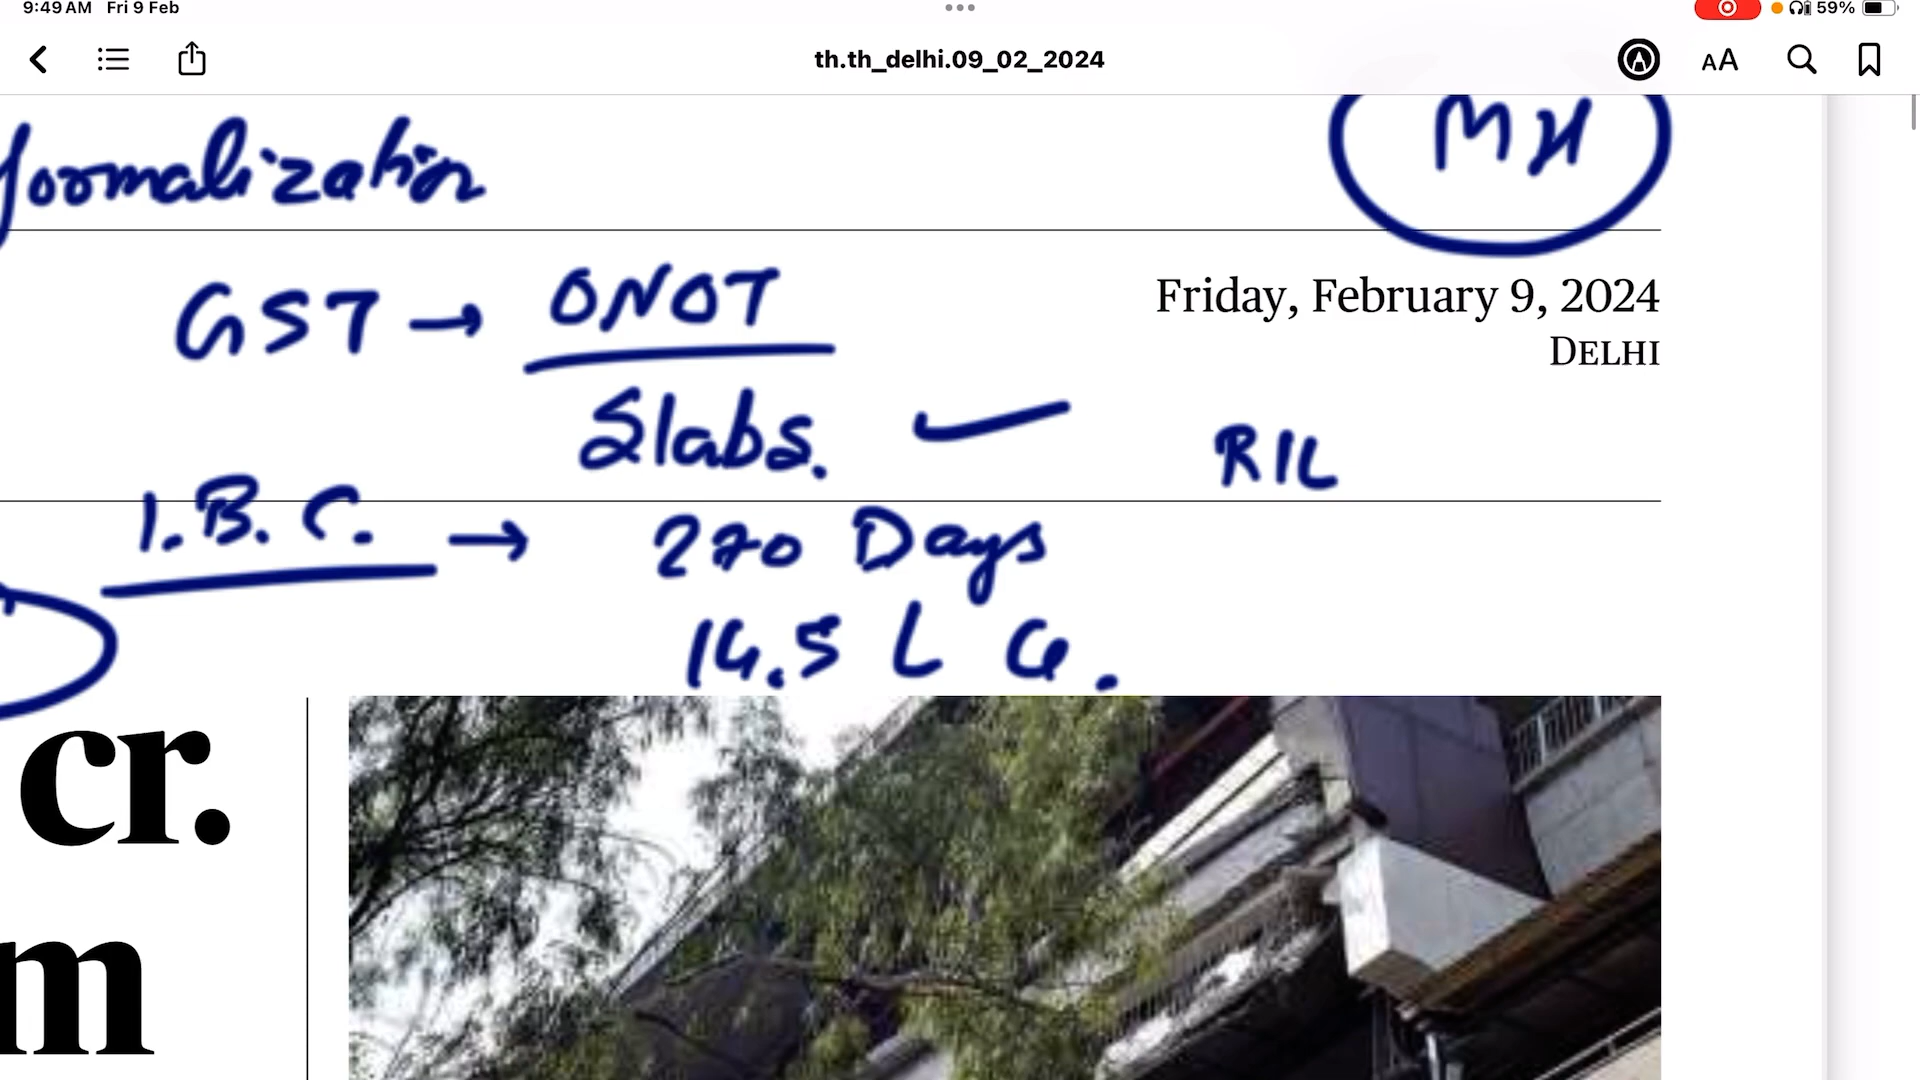 9:49 AM Fri 9 Feb
59%
th.th_delhi.09_02_2024
AA
formalization
MH
GST → ONOT
Friday, February 9, 2024
DELHI
Slabs.
RIL
I.B.C. → 270 Days
14.5 L Cr.
cr.
m